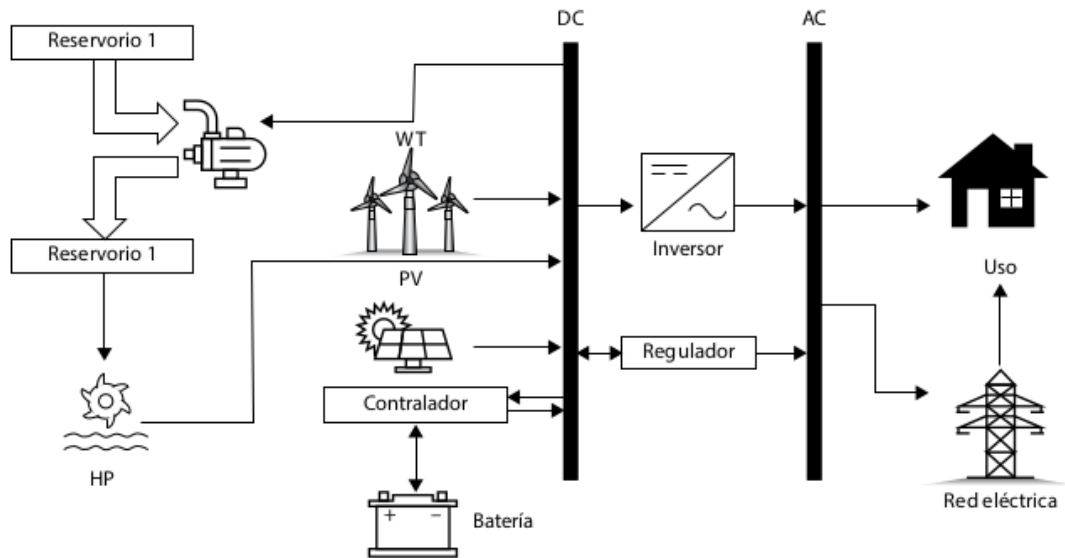 DC
AC
Reservorio 1
WT
Inversor
Reservorio 1
PV
Uso
Regulador
Contralador
HP
Batería
+ −
Red eléctrica